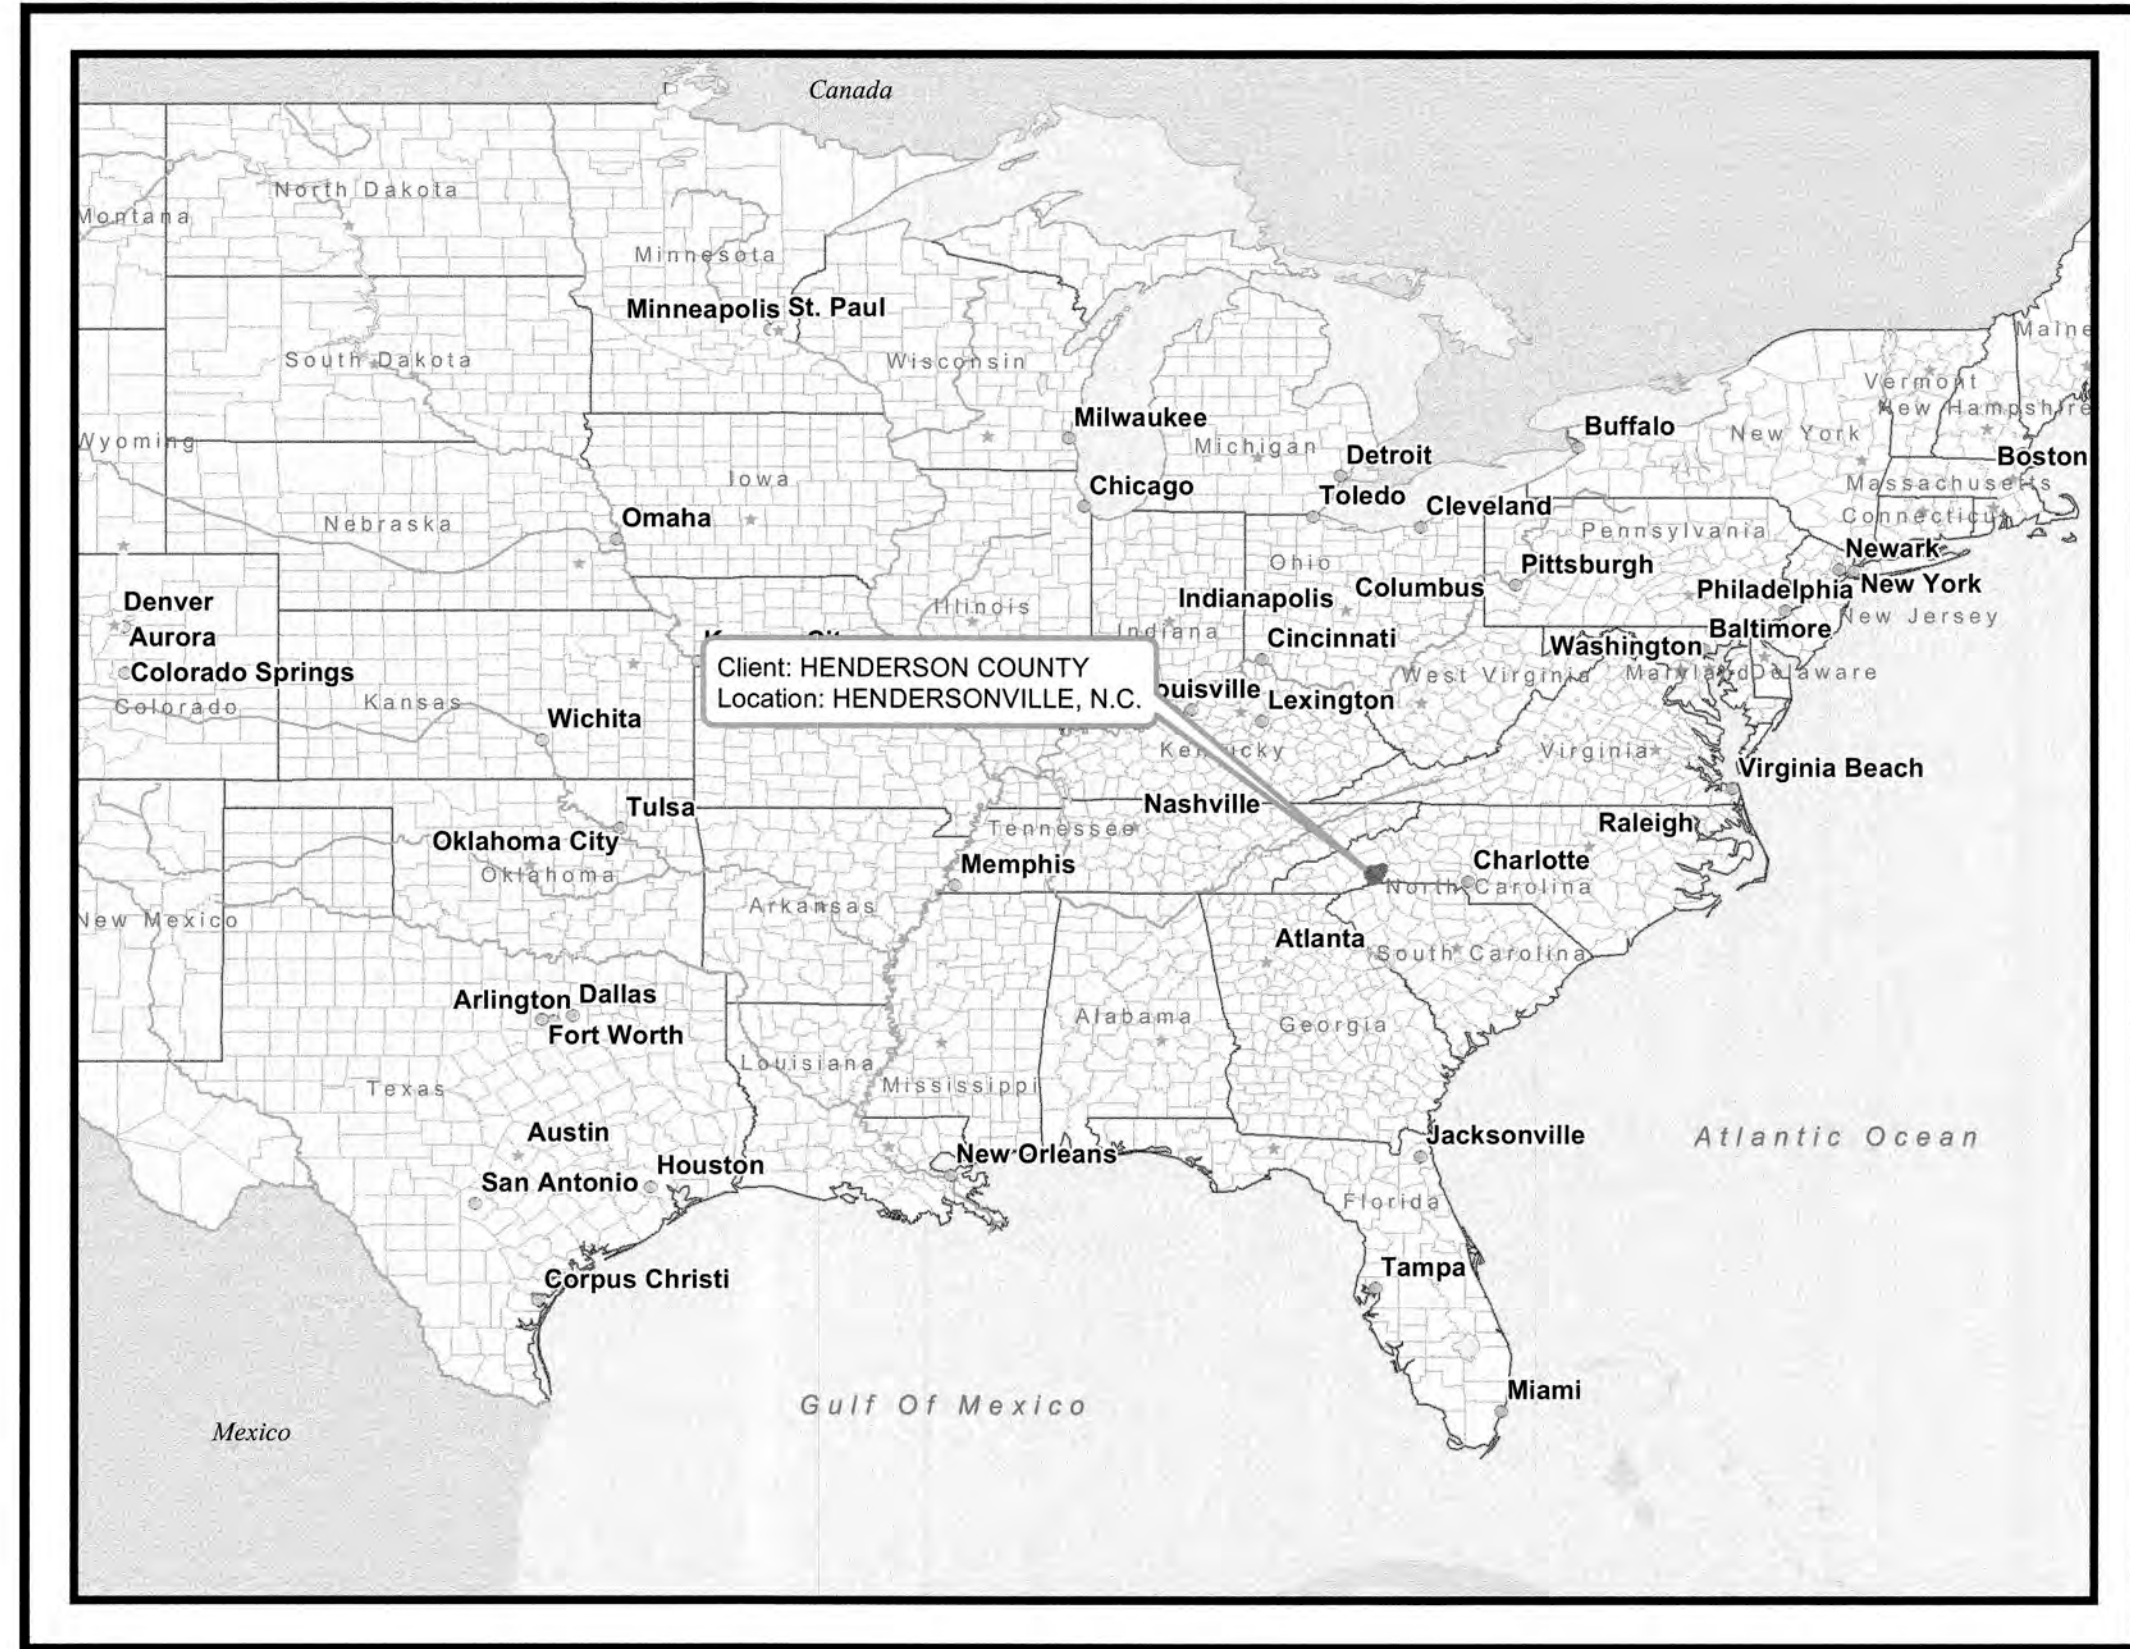 Canada
North Dakota
Montana
Minnesota
Minneapolis St. Paul
Maine
South Dakota
Wisconsin
Vermont
New Hampshire
Milwaukee
Buffalo
New York
Wyoming
Michigan
Detroit
Boston
Iowa
Chicago
Toledo
Cleveland
Massachusetts
Omaha
Nebraska
Pennsylvania
Connecticut
Newark
Ohio
Pittsburgh
Columbus
Philadelphia
New York
Denver
Illinois
Indianapolis
New Jersey
Aurora
Indiana
Cincinnati
Washington
Baltimore
Client: HENDERSON COUNTY
Location: HENDERSONVILLE, N.C.
Colorado Springs
West Virginia
Maryland
Delaware
Colorado
Kansas
Lexington
Wichita
Kentucky
Virginia
Virginia Beach
Tulsa
Nashville
Tennessee
Raleigh
Oklahoma City
Oklahoma
Memphis
Charlotte
North Carolina
Arkansas
New Mexico
Atlanta
South Carolina
Arlington
Dallas
Fort Worth
Alabama
Georgia
Louisiana
Mississippi
Texas
Austin
New Orleans
Jacksonville
Atlantic Ocean
San Antonio
Houston
Florida
Corpus Christi
Tampa
Gulf Of Mexico
Miami
Mexico